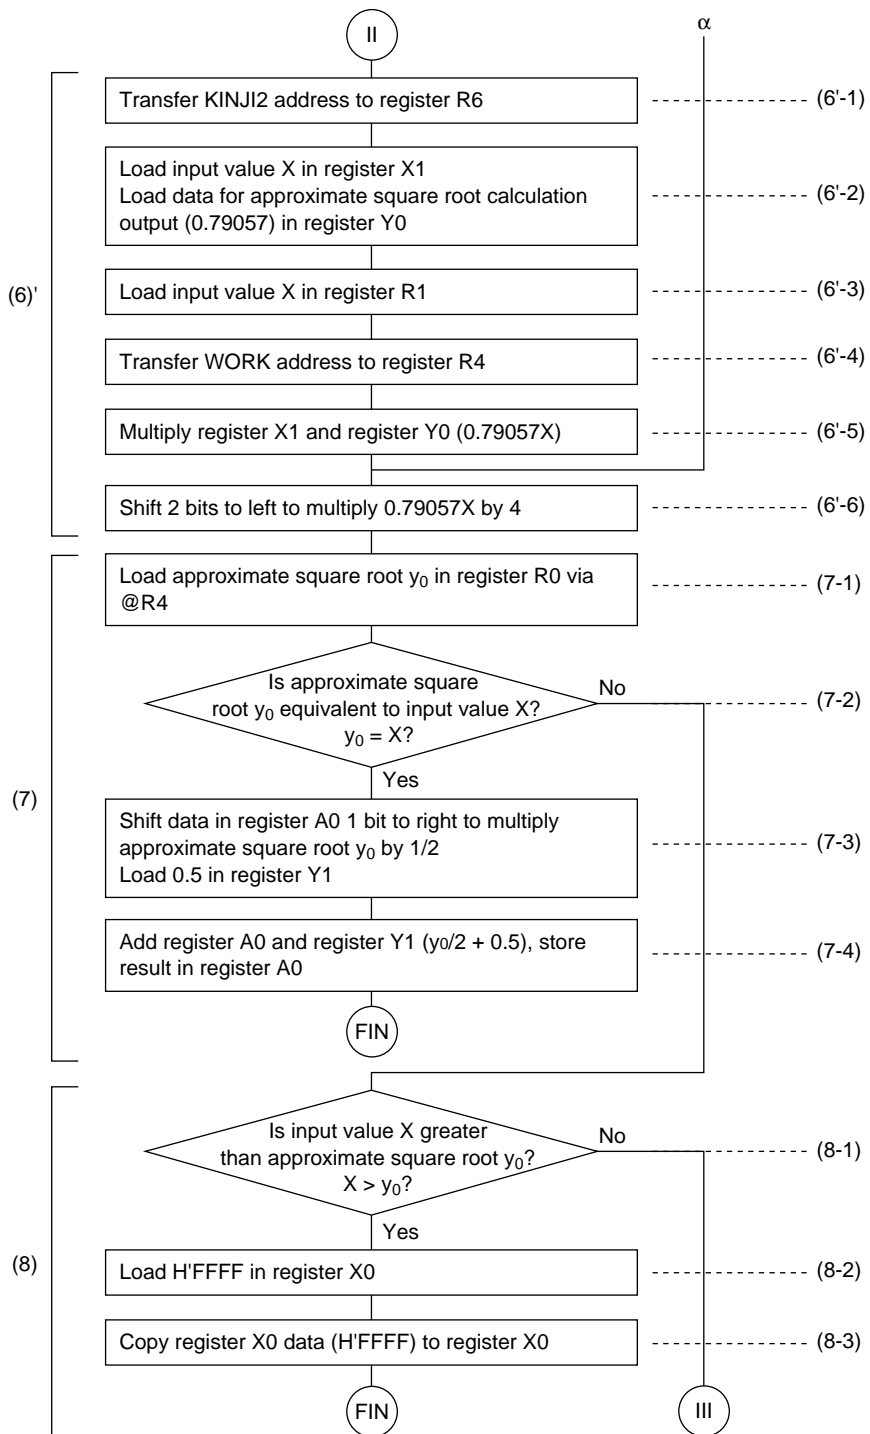 II
α
Transfer KINJI2 address to register R6
(6'-1)
Load input value X in register X1
Load data for approximate square root calculation
output (0.79057) in register Y0
(6'-2)
(6)'
Load input value X in register R1
(6'-3)
Transfer WORK address to register R4
(6'-4)
Multiply register X1 and register Y0 (0.79057X)
(6'-5)
Shift 2 bits to left to multiply 0.79057X by 4
(6'-6)
Load approximate square root y0 in register R0 via
@R4
(7-1)
Is approximate square
root y0 equivalent to input value X?
y0 = X?
No
(7-2)
Yes
(7)
Shift data in register A0 1 bit to right to multiply
approximate square root y0 by 1/2
Load 0.5 in register Y1
(7-3)
Add register A0 and register Y1 (y0/2 + 0.5), store
result in register A0
(7-4)
FIN
Is input value X greater
than approximate square root y0?
X > y0?
No
(8-1)
Yes
(8)
Load H'FFFF in register X0
(8-2)
Copy register X0 data (H'FFFF) to register X0
(8-3)
FIN
III